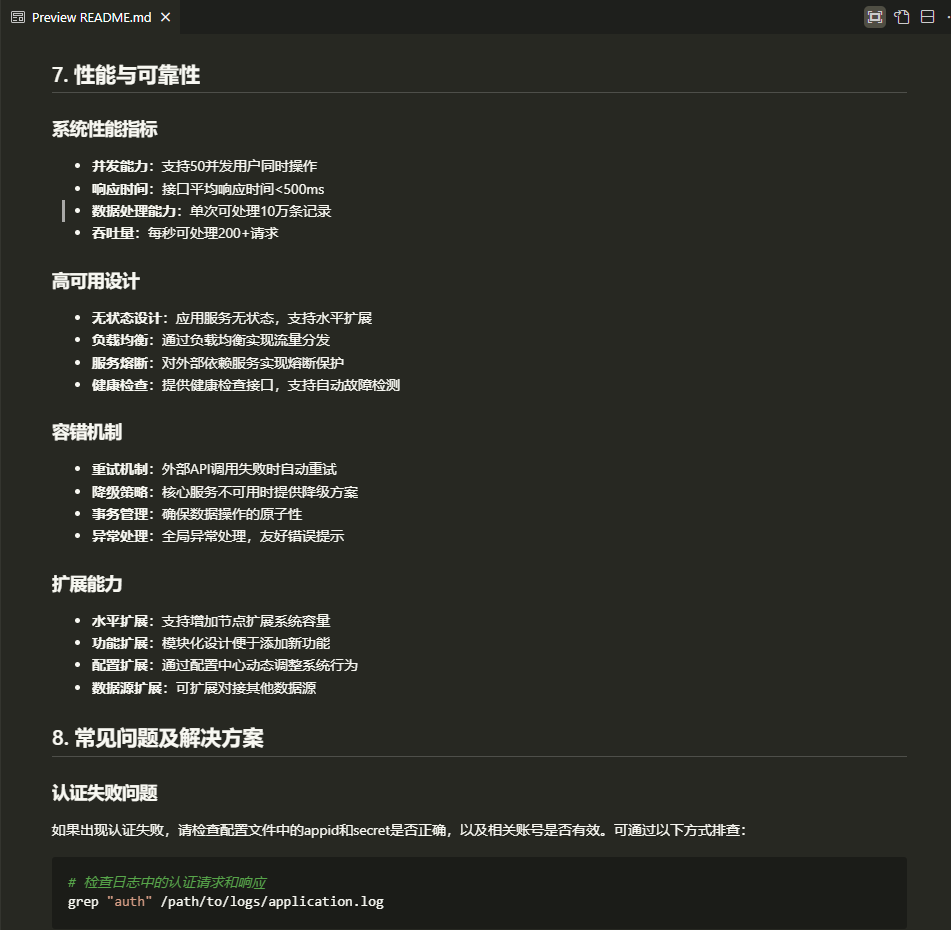 Preview README.md
7. 性能与可靠性
系统性能指标
• 并发能力：支持50并发用户同时操作
• 响应时间：接口平均响应时间<500ms
• 数据处理能力：单次可处理10万条记录
• 吞吐量：每秒可处理200+请求
高可用设计
• 无状态设计：应用服务无状态，支持水平扩展
• 负载均衡：通过负载均衡实现流量分发
• 服务熔断：对外部依赖服务实现熔断保护
• 健康检查：提供健康检查接口，支持自动故障检测
容错机制
• 重试机制：外部API调用失败时自动重试
• 降级策略：核心服务不可用时提供降级方案
• 事务管理：确保数据操作的原子性
• 异常处理：全局异常处理，友好错误提示
扩展能力
• 水平扩展：支持增加节点扩展系统容量
• 功能扩展：模块化设计便于添加新功能
• 配置扩展：通过配置中心动态调整系统行为
• 数据源扩展：可扩展对接其他数据源
8. 常见问题及解决方案
认证失败问题
如果出现认证失败，请检查配置文件中的appid和secret是否正确，以及相关账号是否有效。可通过以下方式排查：
# 检查日志中的认证请求和响应
grep "auth" /path/to/logs/application.log